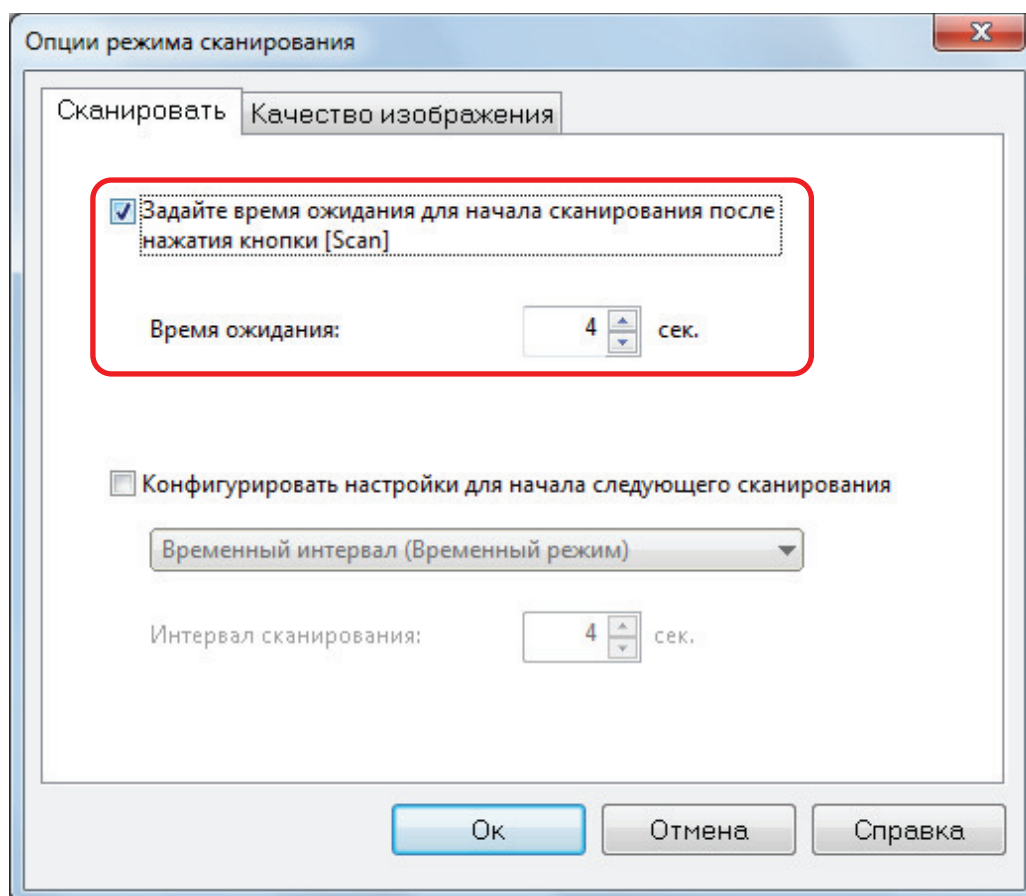 Опции режима сканирования
Сканировать
Качество изображения
Задайте время ожидания для начала сканирования после
нажатия кнопки [Scan]
Время ожидания:
4
сек.
Конфигурировать настройки для начала следующего сканирования
Временный интервал (Временный режим)
Интервал сканирования:
4
сек.
Ок
Отмена
Справка